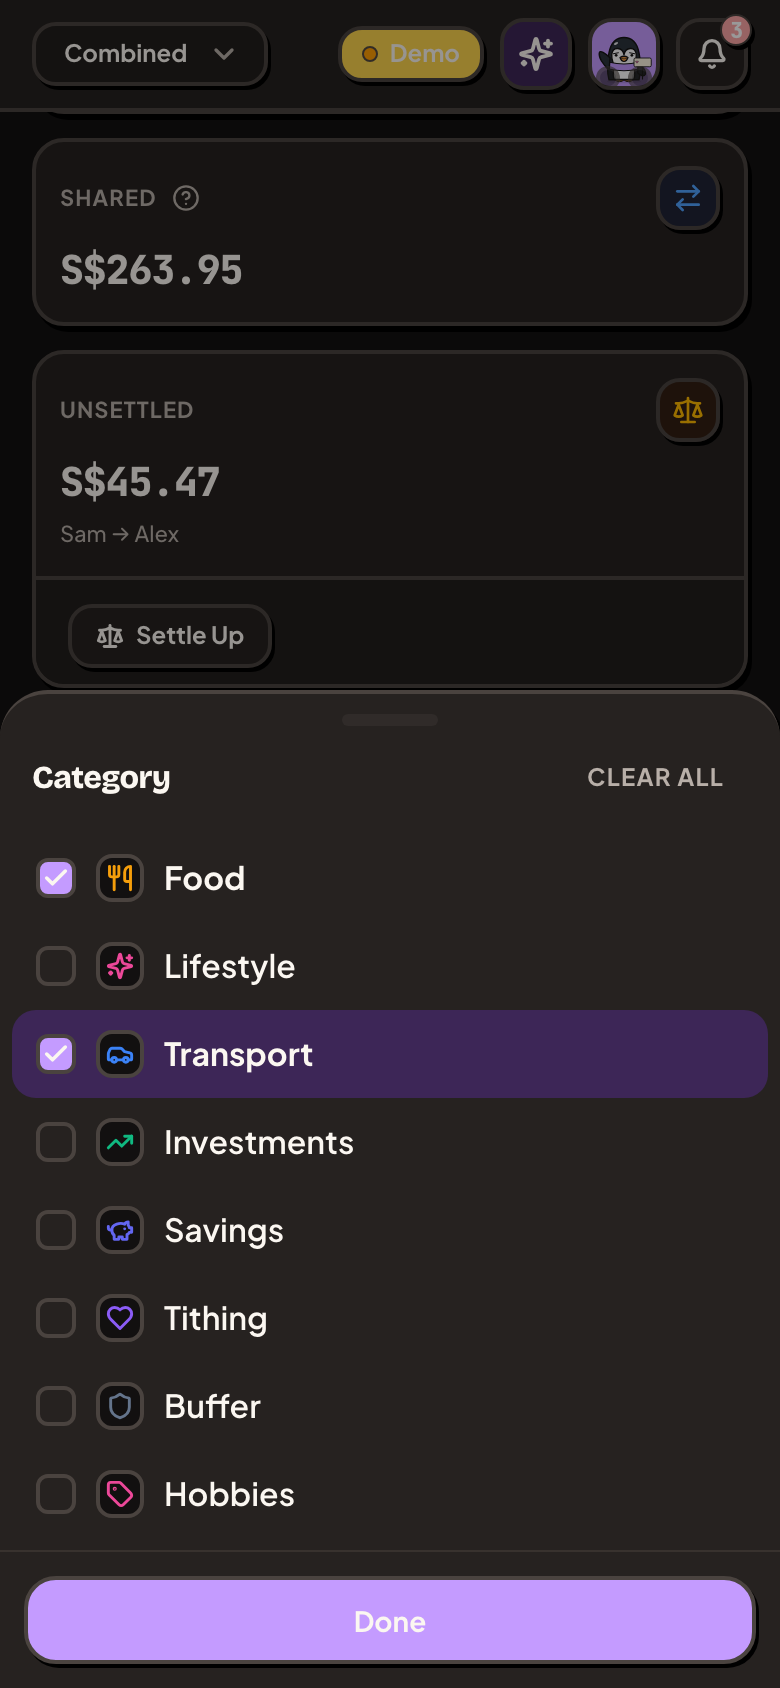 Combined
Demo
3
SHARED
S$263.95
UNSETTLED
S$45.47
Sam → Alex
Settle Up
Category
CLEAR ALL
Food
Lifestyle
Transport
Investments
Savings
Tithing
Buffer
Hobbies
Done